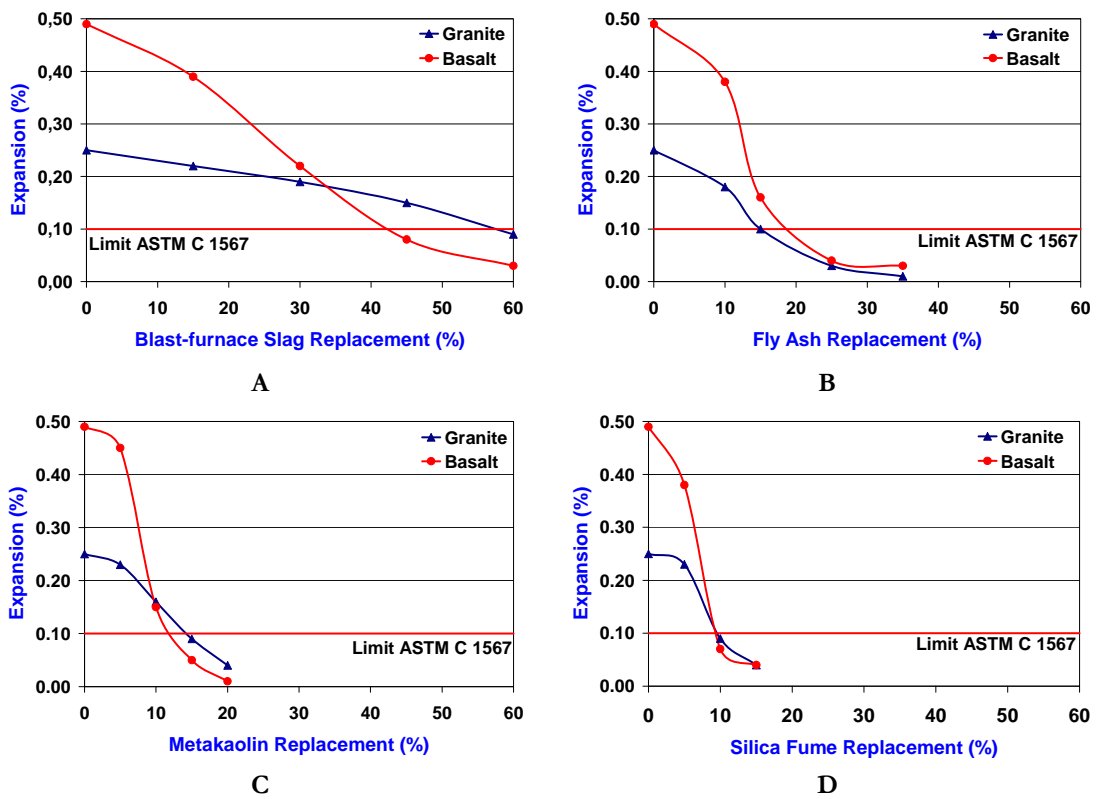 0,50
0,40
0,30
0,20
0,10
0,00
Expansion (%)
Granite
Basalt
Limit ASTM C 1567
0 10 20 30 40 50 60
Blast-furnace Slag Replacement (%)
A
0.50
0.40
0.30
0.20
0.10
0.00
Expansion (%)
Granite
Basalt
Limit ASTM C 1567
0 10 20 30 40 50 60
Fly Ash Replacement (%)
B
0.50
0.40
0.30
0.20
0.10
0.00
Expansion (%)
Granite
Basalt
Limit ASTM C 1567
0 10 20 30 40 50 60
Metakaolin Replacement (%)
C
0.50
0.40
0.30
0.20
0.10
0.00
Expansion (%)
Granite
Basalt
Limit ASTM C 1567
0 10 20 30 40 50 60
Silica Fume Replacement (%)
D